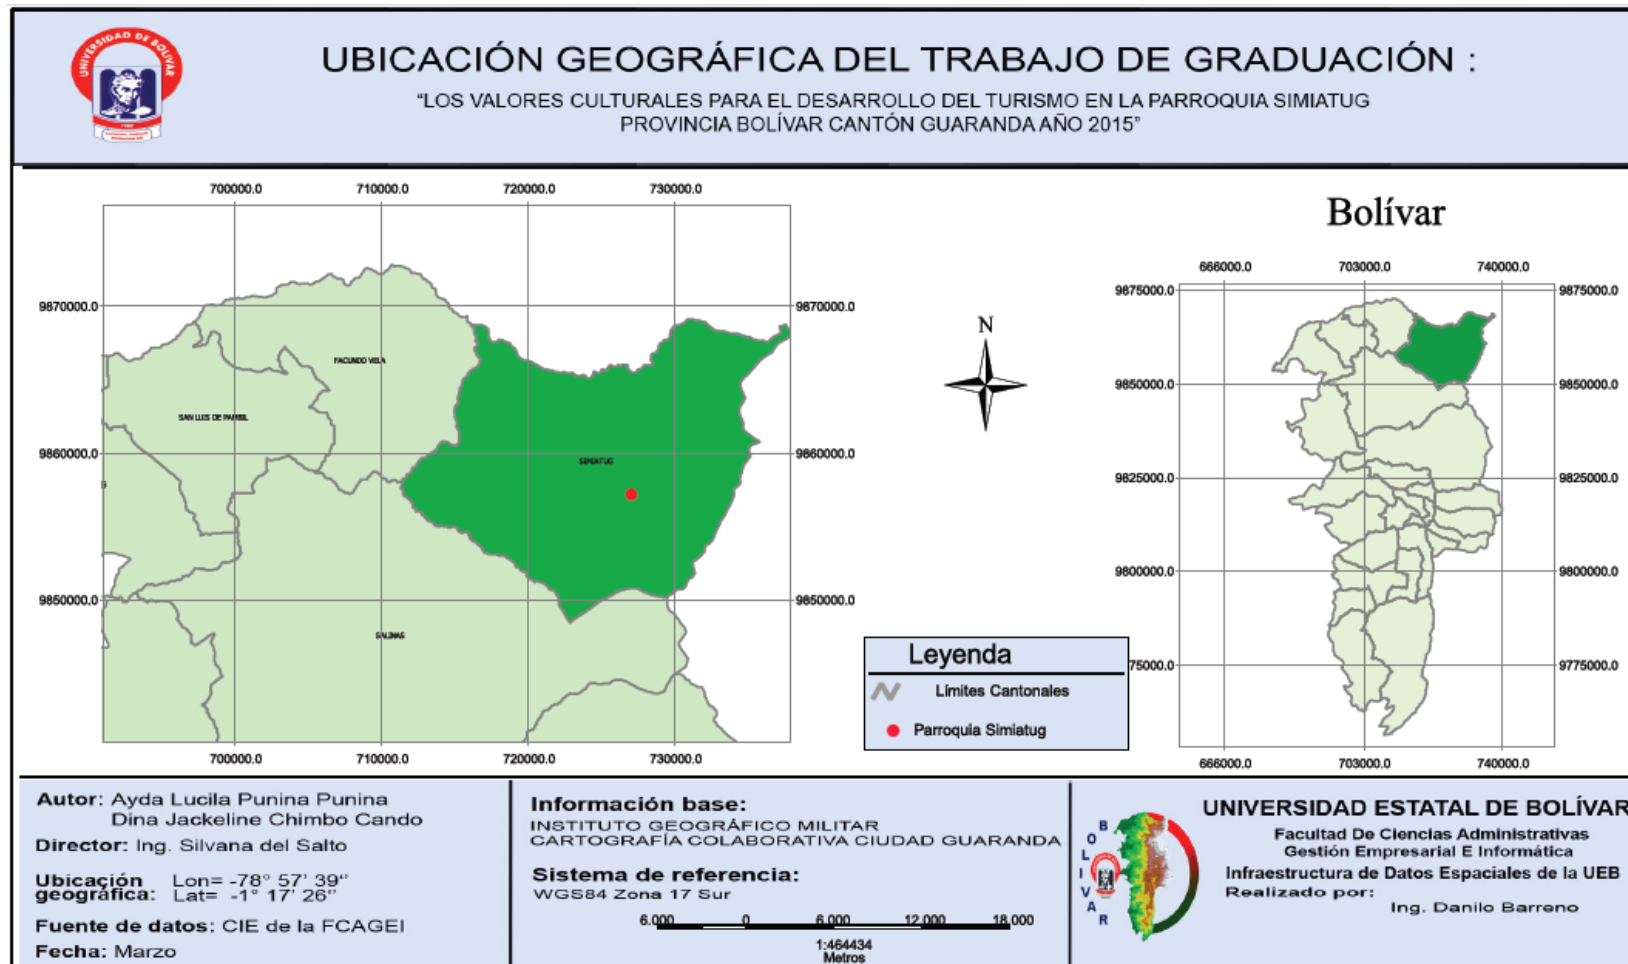 UNIVERSIDAD DE BOLÍVAR
UBICACIÓN GEOGRÁFICA DEL TRABAJO DE GRADUACIÓN :
“LOS VALORES CULTURALES PARA EL DESARROLLO DEL TURISMO EN LA PARROQUIA SIMIATUG
PROVINCIA BOLÍVAR CANTÓN GUARANDA AÑO 2015”
700000.0 710000.0 720000.0 730000.0
9870000.0 9870000.0
FACUNDO VELA
SAN LUIS DE PAMBIL
9860000.0 9860000.0
SIMIATUG
9850000.0 9850000.0
SALINAS
700000.0 710000.0 720000.0 730000.0
N
Bolívar
666000.0 703000.0 740000.0
9875000.0 9875000.0
9850000.0 9850000.0
9825000.0 9825000.0
9800000.0 9800000.0
75000.0 9775000.0
666000.0 703000.0 740000.0
Leyenda
Límites Cantonales
Parroquia Simiatug
Autor: Ayda Lucila Punina Punina
Dina Jackeline Chimbo Cando
Director: Ing. Silvana del Salto
Ubicación geográfica: Lon= -78° 57' 39"
Lat= -1° 17' 26"
Fuente de datos: CIE de la FCAGEI
Fecha: Marzo
Información base:
INSTITUTO GEOGRÁFICO MILITAR
CARTOGRAFÍA COLABORATIVA CIUDAD GUARANDA
Sistema de referencia:
WGS84 Zona 17 Sur
6.000 0 6.000 12.000 18.000
1:464434
Metros
BOLIVAR
UNIVERSIDAD ESTATAL DE BOLÍVAR
Facultad De Ciencias Administrativas
Gestión Empresarial E Informática
Infraestructura de Datos Espaciales de la UEB
Realizado por:
Ing. Danilo Barreno